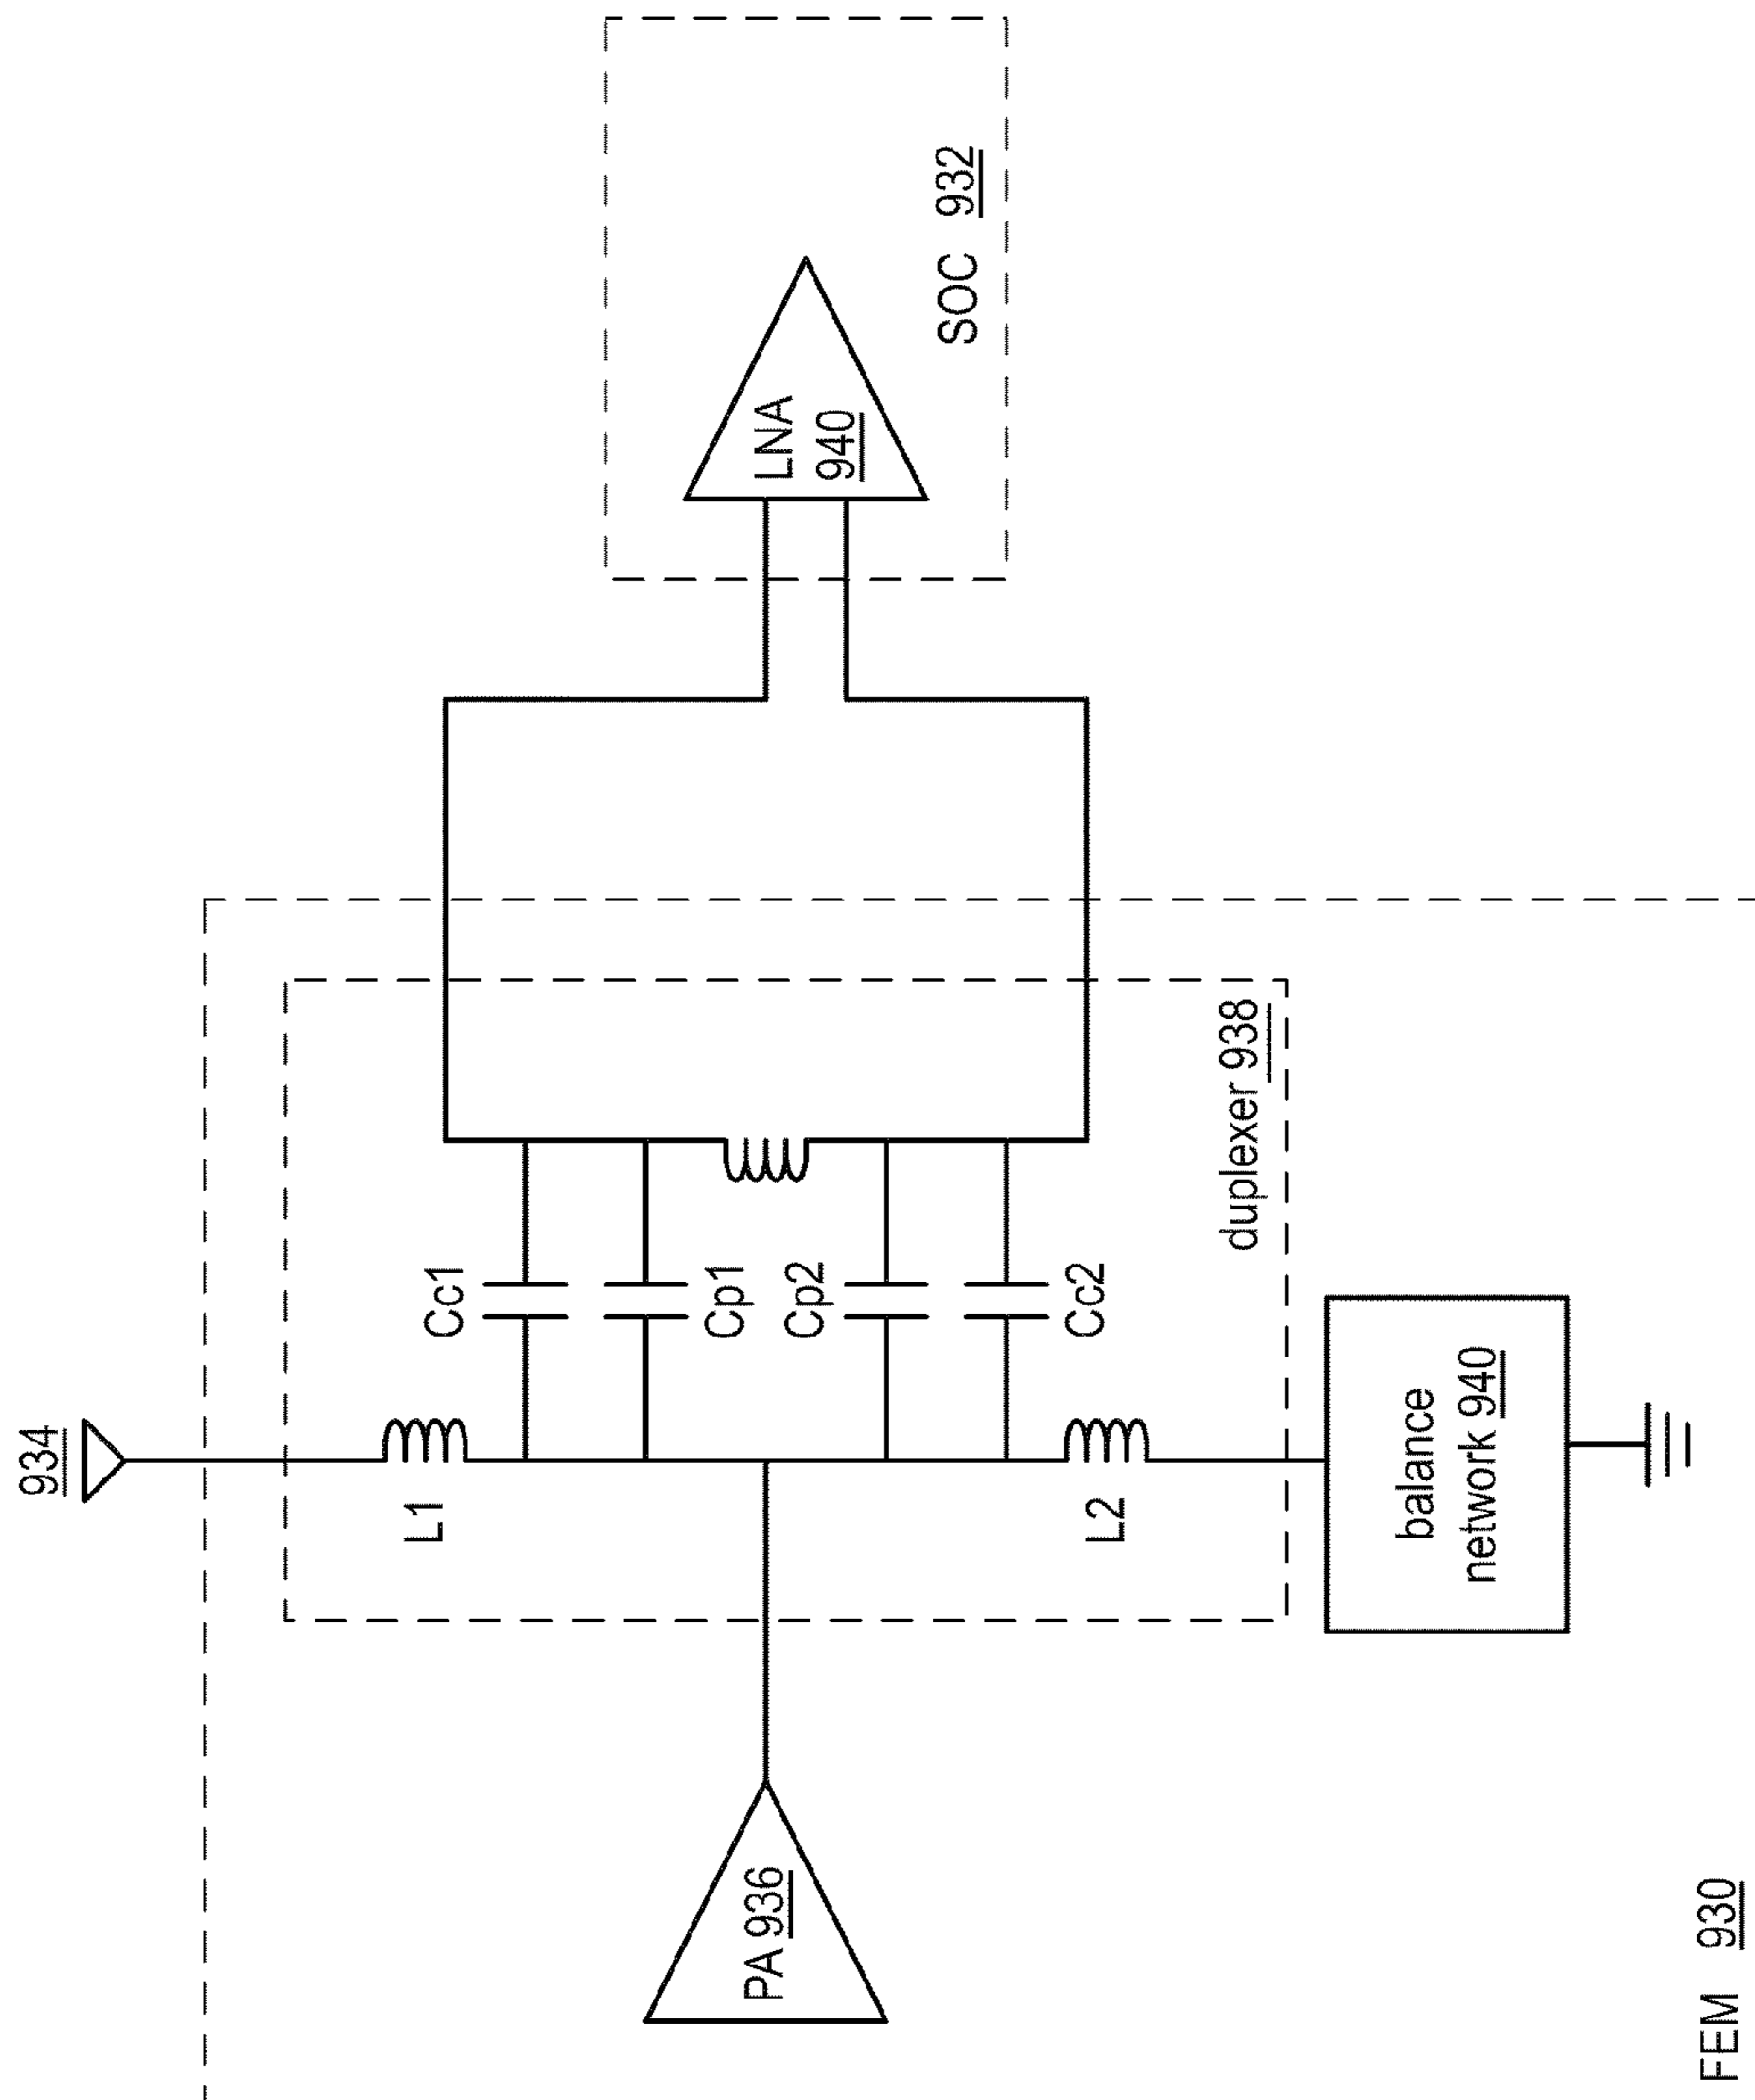 934
L1
Cc1
Cp1
Cp2
Cc2
L2
PA 936
duplexer 938
balance
network 940
LNA
940
SOC 932
FEM 930